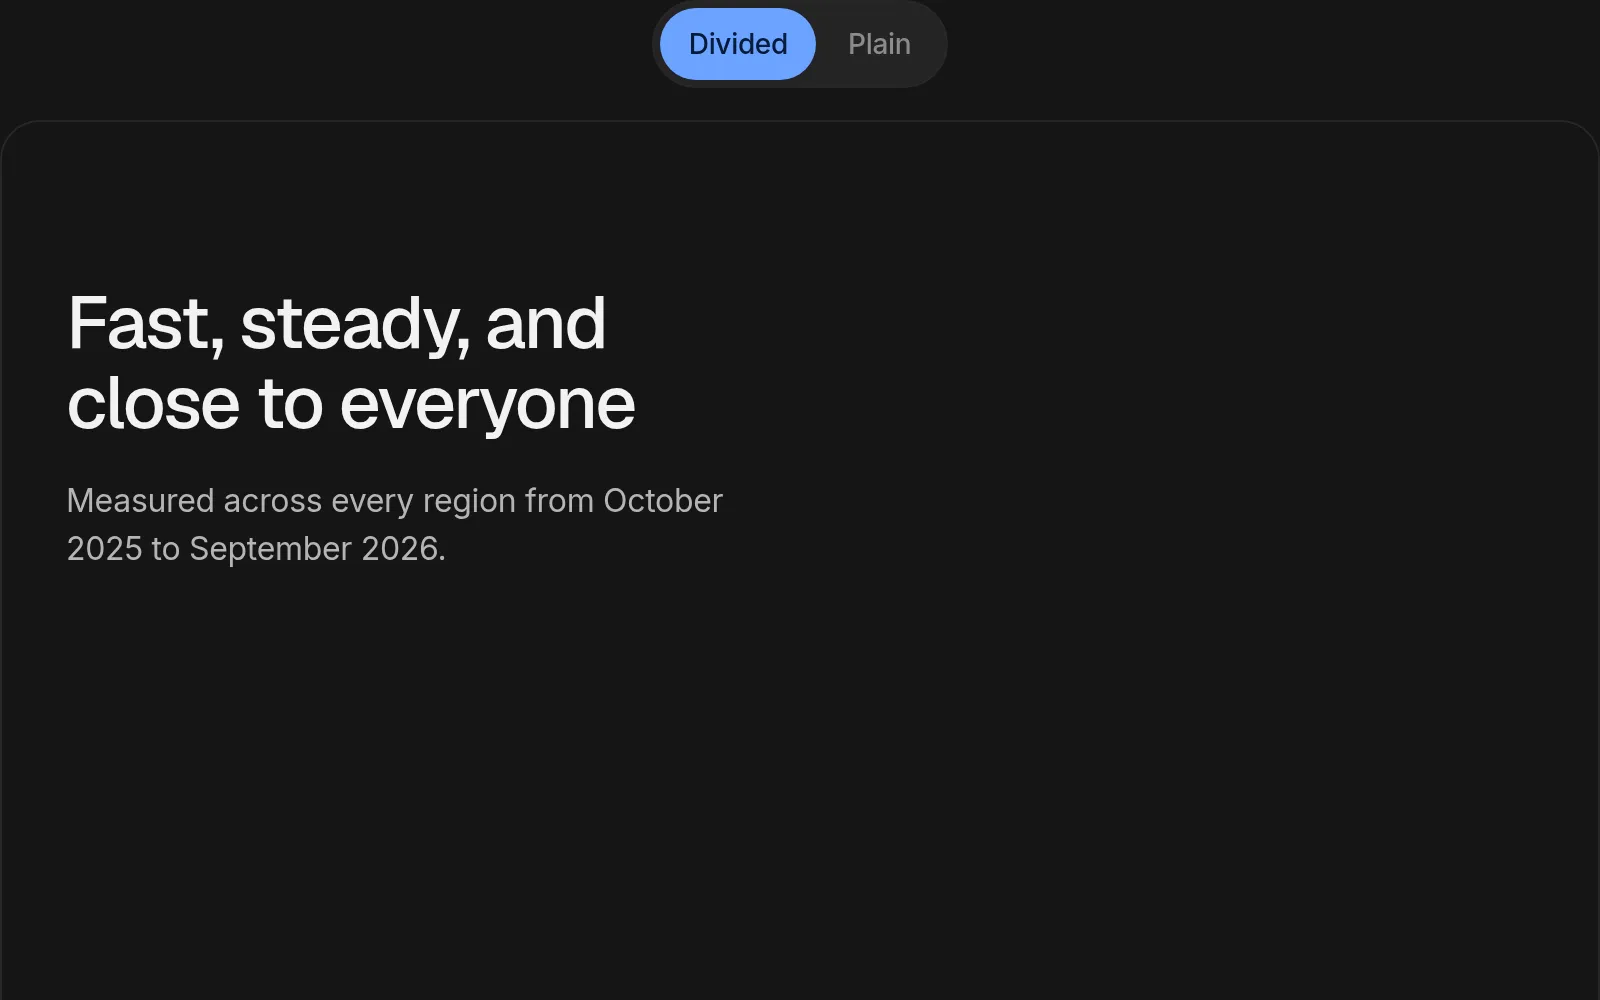 Divided
Plain
Fast, steady, and
close to everyone
Measured across every region from October
2025 to September 2026.